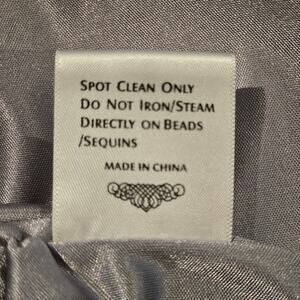 SPOT CLEAN ONLY
DO NOT IRON/STEAM
DIRECTLY ON BEADS
/SEQUINS
MADE IN CHINA